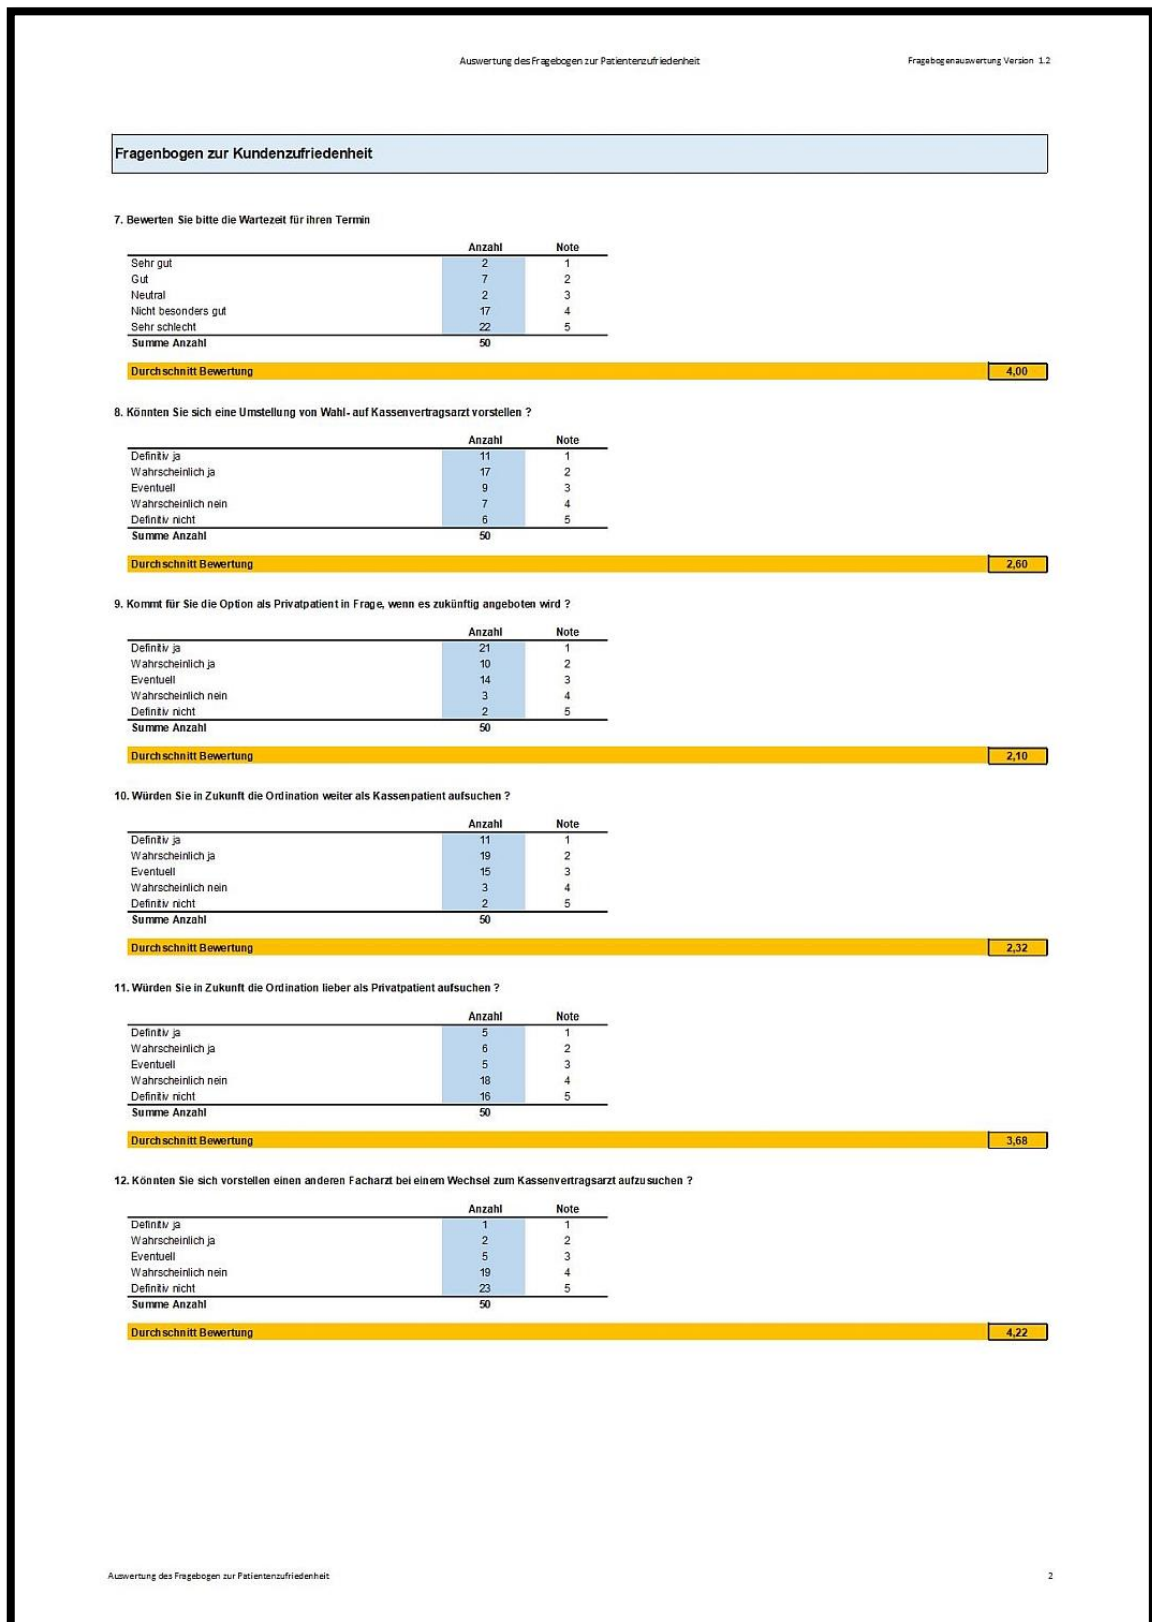 Auswertung des Fragebogen zur Patientenzufriedenheit Fragebogenauswertung Version 1.2
Fragenbogen zur Kundenzufriedenheit
7. Bewerten Sie bitte die Wartezeit für ihren Termin
Anzahl Note
Sehr gut 2 1
Gut 7 2
Neutral 2 3
Nicht besonders gut 17 4
Sehr schlecht 22 5
Summe Anzahl 50
Durchschnitt Bewertung 4,00
8. Könnten Sie sich eine Umstellung von Wahl- auf Kassenvertragsarzt vorstellen ?
Anzahl Note
Definitiv ja 11 1
Wahrscheinlich ja 17 2
Eventuell 9 3
Wahrscheinlich nein 7 4
Definitiv nicht 6 5
Summe Anzahl 50
Durchschnitt Bewertung 2,60
9. Kommt für Sie die Option als Privatpatient in Frage, wenn es zukünftig angeboten wird ?
Anzahl Note
Definitiv ja 21 1
Wahrscheinlich ja 10 2
Eventuell 14 3
Wahrscheinlich nein 3 4
Definitiv nicht 2 5
Summe Anzahl 50
Durchschnitt Bewertung 2,10
10. Würden Sie in Zukunft die Ordination weiter als Kassenpatient aufsuchen ?
Anzahl Note
Definitiv ja 11 1
Wahrscheinlich ja 19 2
Eventuell 15 3
Wahrscheinlich nein 3 4
Definitiv nicht 2 5
Summe Anzahl 50
Durchschnitt Bewertung 2,32
11. Würden Sie in Zukunft die Ordination lieber als Privatpatient aufsuchen ?
Anzahl Note
Definitiv ja 5 1
Wahrscheinlich ja 6 2
Eventuell 5 3
Wahrscheinlich nein 18 4
Definitiv nicht 16 5
Summe Anzahl 50
Durchschnitt Bewertung 3,68
12. Könnten Sie sich vorstellen einen anderen Facharzt bei einem Wechsel zum Kassenvertragsarzt aufzusuchen ?
Anzahl Note
Definitiv ja 1 1
Wahrscheinlich ja 2 2
Eventuell 5 3
Wahrscheinlich nein 19 4
Definitiv nicht 23 5
Summe Anzahl 50
Durchschnitt Bewertung 4,22
Auswertung des Fragebogen zur Patientenzufriedenheit 2